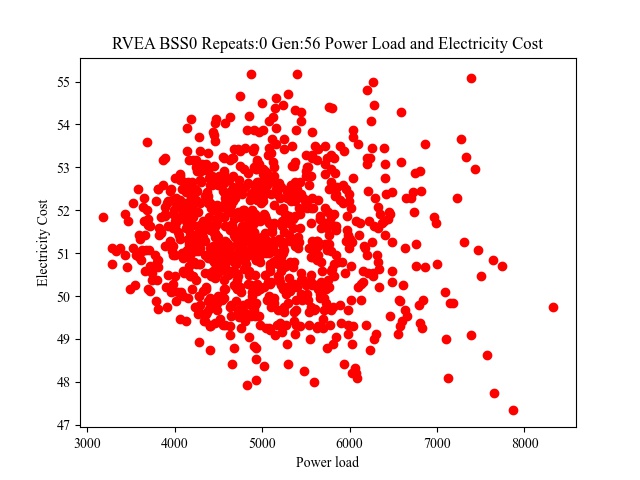 RVEA BSS0 Repeats:0 Gen:56 Power Load and Electricity Cost
55
54
53
52
51
50
49
48
47
Electricity Cost
3000 4000 5000 6000 7000 8000
Power load